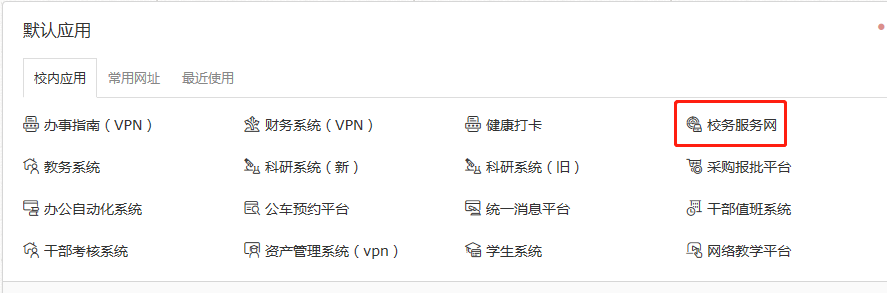 默认应用
校内应用 常用网址 最近使用
办事指南（VPN） 财务系统（VPN） 健康打卡 校务服务网
教务系统 科研系统（新） 科研系统（旧） 采购报批平台
办公自动化系统 公车预约平台 统一消息平台 干部值班系统
干部考核系统 资产管理系统（vpn） 学生系统 网络教学平台